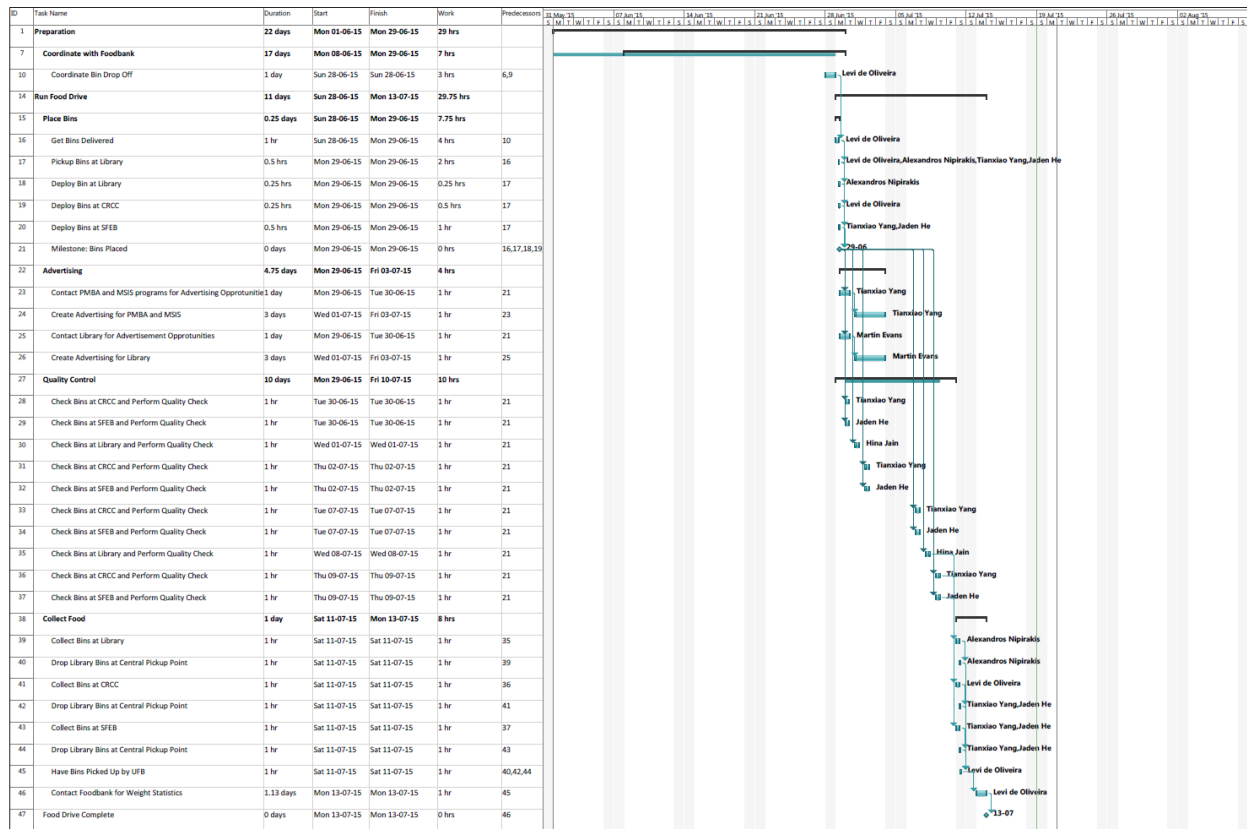 ID Task Name Duration Start Finish Work Predecessors 31 May '15 07 Jun '15 14 Jun '15 21 Jun '15 28 Jun '15 05 Jul '15 12 Jul '15 19 Jul '15 26 Jul '15 02 Aug '15
S M T W T F S S M T W T F S S M T W T F S S M T W T F S S M T W T F S S M T W T F S S M T W T F S S M T W T F S S M T W T F S S M T W T F S
1 Preparation 22 days Mon 01-06-15 Mon 29-06-15 29 hrs
7 Coordinate with Foodbank 17 days Mon 08-06-15 Mon 29-06-15 7 hrs
10 Coordinate Bin Drop Off 1 day Sun 28-06-15 Sun 28-06-15 3 hrs 6,9 Levi de Oliveira
14 Run Food Drive 11 days Sun 28-06-15 Mon 13-07-15 29.75 hrs
15 Place Bins 0.25 days Sun 28-06-15 Mon 29-06-15 7.75 hrs
16 Get Bins Delivered 1 hr Sun 28-06-15 Mon 29-06-15 4 hrs 10 Levi de Oliveira
17 Pickup Bins at Library 0.5 hrs Mon 29-06-15 Mon 29-06-15 2 hrs 16 Levi de Oliveira,Alexandros Nipirakis,Tianxiao Yang,Jaden He
18 Deploy Bin at Library 0.25 hrs Mon 29-06-15 Mon 29-06-15 0.25 hrs 17 Alexandros Nipirakis
19 Deploy Bins at CRCC 0.25 hrs Mon 29-06-15 Mon 29-06-15 0.5 hrs 17 Levi de Oliveira
20 Deploy Bins at SFEB 0.5 hrs Mon 29-06-15 Mon 29-06-15 1 hr 17 Tianxiao Yang,Jaden He
21 Milestone: Bins Placed 0 days Mon 29-06-15 Mon 29-06-15 0 hrs 16,17,18,19 29-06
22 Advertising 4.75 days Mon 29-06-15 Fri 03-07-15 4 hrs
23 Contact PMBA and MSIS programs for Advertising Opprotunitie 1 day Mon 29-06-15 Tue 30-06-15 1 hr 21 Tianxiao Yang
24 Create Advertising for PMBA and MSIS 3 days Wed 01-07-15 Fri 03-07-15 1 hr 23 Tianxiao Yang
25 Contact Library for Advertisement Opprotunities 1 day Mon 29-06-15 Tue 30-06-15 1 hr 21 Martin Evans
26 Create Advertising for Library 3 days Wed 01-07-15 Fri 03-07-15 1 hr 25 Martin Evans
27 Quality Control 10 days Mon 29-06-15 Fri 10-07-15 10 hrs
28 Check Bins at CRCC and Perform Quality Check 1 hr Tue 30-06-15 Tue 30-06-15 1 hr 21 Tianxiao Yang
29 Check Bins at SFEB and Perform Quality Check 1 hr Tue 30-06-15 Tue 30-06-15 1 hr 21 Jaden He
30 Check Bins at Library and Perform Quality Check 1 hr Wed 01-07-15 Wed 01-07-15 1 hr 21 Hina Jain
31 Check Bins at CRCC and Perform Quality Check 1 hr Thu 02-07-15 Thu 02-07-15 1 hr 21 Tianxiao Yang
32 Check Bins at SFEB and Perform Quality Check 1 hr Thu 02-07-15 Thu 02-07-15 1 hr 21 Jaden He
33 Check Bins at CRCC and Perform Quality Check 1 hr Tue 07-07-15 Tue 07-07-15 1 hr 21 Tianxiao Yang
34 Check Bins at SFEB and Perform Quality Check 1 hr Tue 07-07-15 Tue 07-07-15 1 hr 21 Jaden He
35 Check Bins at Library and Perform Quality Check 1 hr Wed 08-07-15 Wed 08-07-15 1 hr 21 Hina Jain
36 Check Bins at CRCC and Perform Quality Check 1 hr Thu 09-07-15 Thu 09-07-15 1 hr 21 Tianxiao Yang
37 Check Bins at SFEB and Perform Quality Check 1 hr Thu 09-07-15 Thu 09-07-15 1 hr 21 Jaden He
38 Collect Food 1 day Sat 11-07-15 Mon 13-07-15 8 hrs
39 Collect Bins at Library 1 hr Sat 11-07-15 Sat 11-07-15 1 hr 35 Alexandros Nipirakis
40 Drop Library Bins at Central Pickup Point 1 hr Sat 11-07-15 Sat 11-07-15 1 hr 39 Alexandros Nipirakis
41 Collect Bins at CRCC 1 hr Sat 11-07-15 Sat 11-07-15 1 hr 36 Levi de Oliveira
42 Drop Library Bins at Central Pickup Point 1 hr Sat 11-07-15 Sat 11-07-15 1 hr 41 Tianxiao Yang,Jaden He
43 Collect Bins at SFEB 1 hr Sat 11-07-15 Sat 11-07-15 1 hr 37 Tianxiao Yang,Jaden He
44 Drop Library Bins at Central Pickup Point 1 hr Sat 11-07-15 Sat 11-07-15 1 hr 43 Tianxiao Yang,Jaden He
45 Have Bins Picked Up by UFB 1 hr Sat 11-07-15 Sat 11-07-15 1 hr 40,42,44 Levi de Oliveira
46 Contact Foodbank for Weight Statistics 1.13 days Mon 13-07-15 Mon 13-07-15 1 hr 45 Levi de Oliveira
47 Food Drive Complete 0 days Mon 13-07-15 Mon 13-07-15 0 hrs 46 13-07